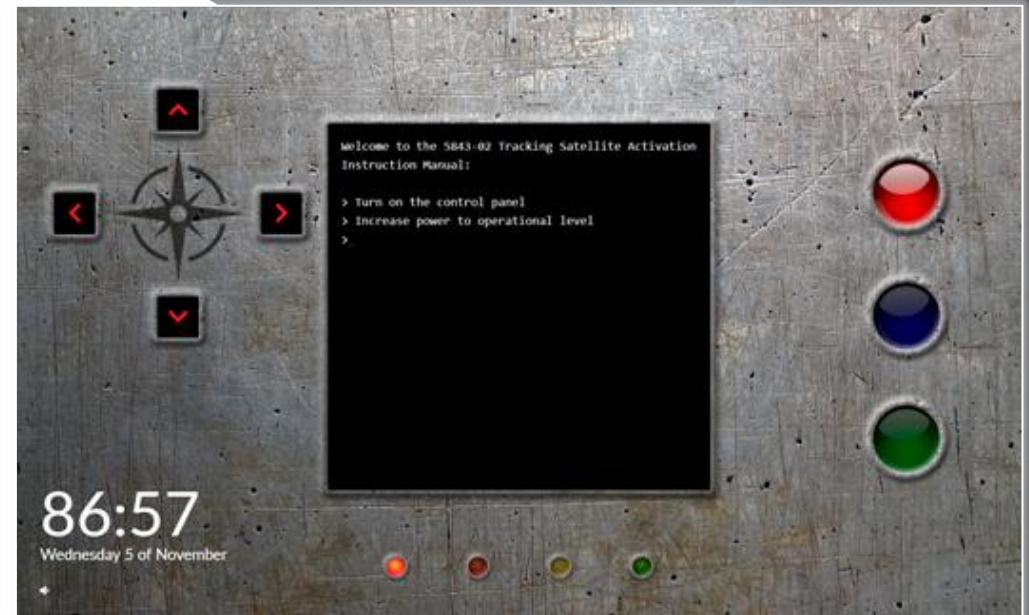 Welcome to the 5843-02 Tracking Satellite Activation
Instruction Manual:
> Turn on the control panel
> Increase power to operational level
>_
86:57
Wednesday 5 of November